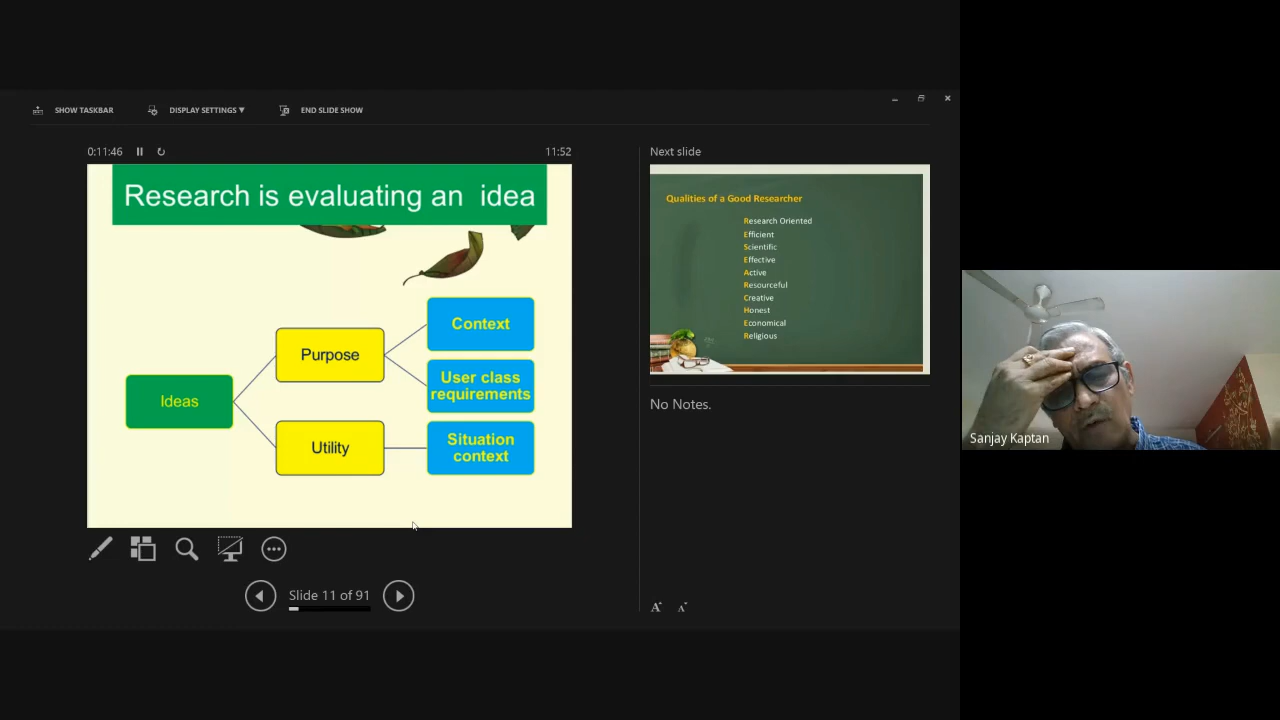 SHOW TASKBAR
DISPLAY SETTINGS ▼
END SLIDE SHOW
0:11:46
11:52
Research is evaluating an idea
Ideas
Purpose
Utility
Context
User class
requirements
Situation
context
Slide 11 of 91
Next slide
Qualities of a Good Researcher
Research Oriented
Efficient
Scientific
Effective
Active
Resourceful
Creative
Honest
Economical
Religious
No Notes.
A
A
Sanjay Kaptan